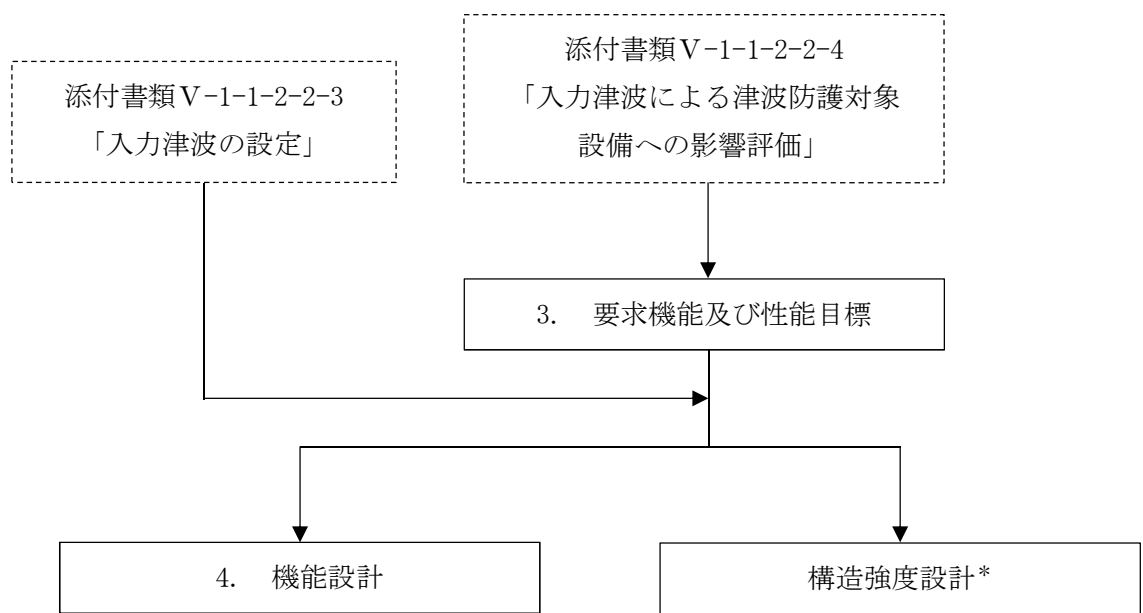 添付書類Ⅴ-1-1-2-2-3
「入力津波の設定」
添付書類Ⅴ-1-1-2-2-4
「入力津波による津波防護対象
設備への影響評価」
3. 要求機能及び性能目標
4. 機能設計
構造強度設計*